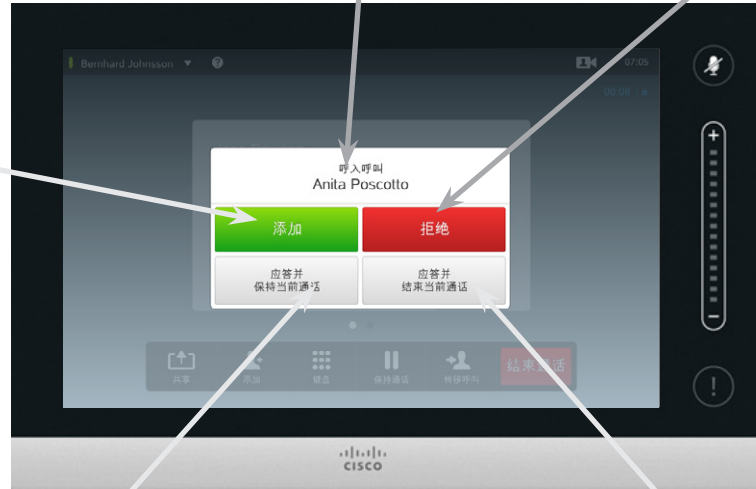 Bernhard Johnsson
?
07:05
呼入呼叫
Anita Poscotto
添加
拒绝
应答并
保持当前通话
应答并
结束当前通话
共享
添加
键盘
保持通话
转移呼叫
结束通话
+
-
!
CISCO